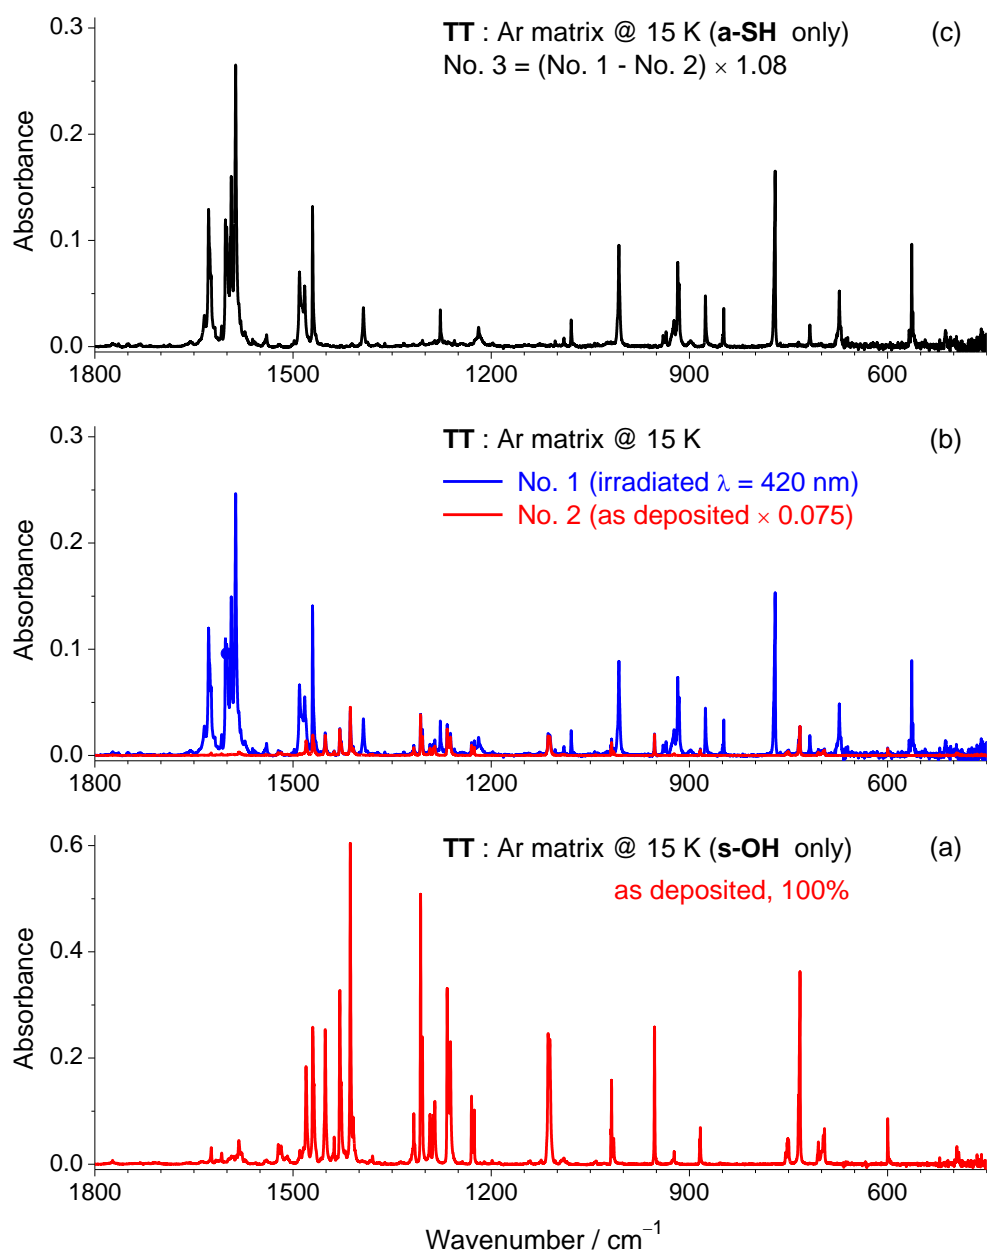 0.3
TT : Ar matrix @ 15 K (a-SH only)
(c)
No. 3 = (No. 1 - No. 2) × 1.08
0.2
Absorbance
0.1
0.0
1800
1500
1200
900
600
0.3
TT : Ar matrix @ 15 K
(b)
No. 1 (irradiated λ = 420 nm)
No. 2 (as deposited × 0.075)
0.2
Absorbance
0.1
0.0
1800
1500
1200
900
600
0.6
TT : Ar matrix @ 15 K (s-OH only)
(a)
as deposited, 100%
0.4
Absorbance
0.2
0.0
1800
1500
1200
900
600
Wavenumber / cm⁻¹